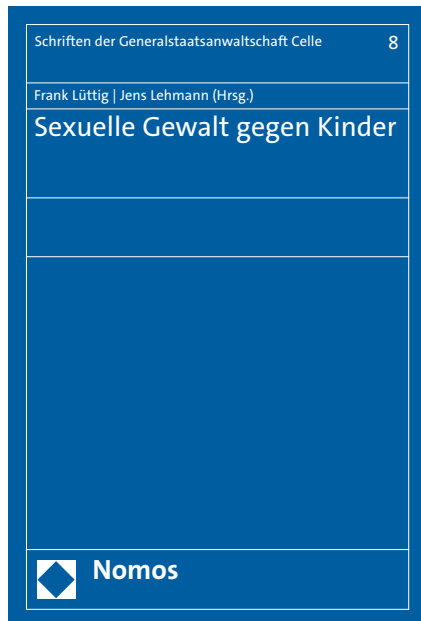 Schriften der Generalstaatsanwaltschaft Celle 8
Frank Lüttig | Jens Lehmann (Hrsg.)
Sexuelle Gewalt gegen Kinder
Nomos